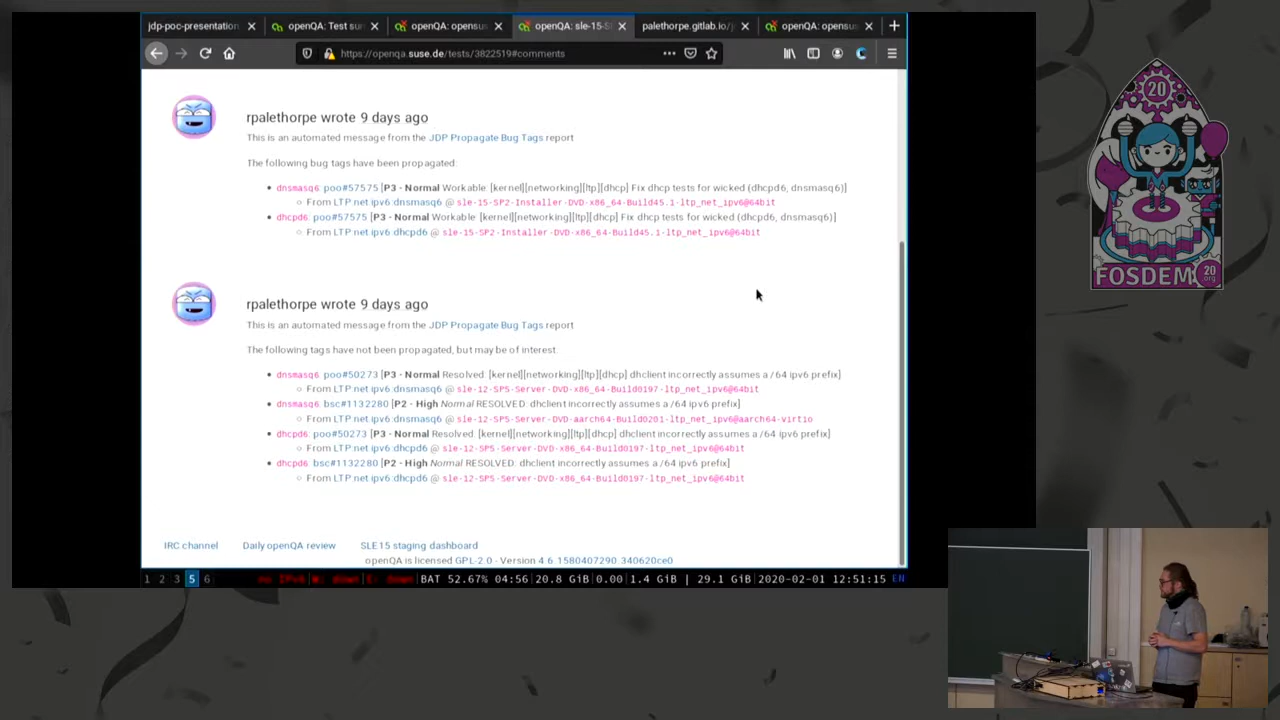 jdp-poc-presentation
openQA: Test sum
openQA: opensus
openQA: sle-15-S
palethorpe.gitlab.io/j
openQA: opensus
https://openqa.suse.de/tests/3822519#comments
rpalethorpe wrote 9 days ago
This is an automated message from the JDP Propagate Bug Tags report
The following bug tags have been propagated:
dnsmasq6: poo#57575 [P3 - Normal Workable: [kernel][networking][ltp][dhcp] Fix dhcp tests for wicked (dhcpd6, dnsmasq6)]
From LTP net ipv6:dnsmasq6 @ sle-15-SP2-Installer-DVD-x86_64-Build45.1-ltp_net_ipv6@64bit
dhcpd6: poo#57575 [P3 - Normal Workable: [kernel][networking][ltp][dhcp] Fix dhcp tests for wicked (dhcpd6, dnsmasq6)]
From LTP net ipv6:dhcpd6 @ sle-15-SP2-Installer-DVD-x86_64-Build45.1-ltp_net_ipv6@64bit
rpalethorpe wrote 9 days ago
This is an automated message from the JDP Propagate Bug Tags report
The following tags have not been propagated, but may be of interest.
dnsmasq6: poo#50273 [P3 - Normal Resolved: [kernel][networking][ltp][dhcp] dhclient incorrectly assumes a /64 ipv6 prefix]
From LTP net ipv6:dnsmasq6 @ sle-12-SP5-Server-DVD-x86_64-Build0197-ltp_net_ipv6@64bit
dnsmasq6: bsc#1132280 [P2 - High Normal RESOLVED: dhclient incorrectly assumes a /64 ipv6 prefix]
From LTP net ipv6:dnsmasq6 @ sle-12-SP5-Server-DVD-aarch64-Build0201-ltp_net_ipv6@aarch64-virtio
dhcpd6: poo#50273 [P3 - Normal Resolved: [kernel][networking][ltp][dhcp] dhclient incorrectly assumes a /64 ipv6 prefix]
From LTP net ipv6:dhcpd6 @ sle-12-SP5-Server-DVD-x86_64-Build0197-ltp_net_ipv6@64bit
dhcpd6: bsc#1132280 [P2 - High Normal RESOLVED: dhclient incorrectly assumes a /64 ipv6 prefix]
From LTP net ipv6:dhcpd6 @ sle-12-SP5-Server-DVD-x86_64-Build0197-ltp_net_ipv6@64bit
IRC channel Daily openQA review SLE15 staging dashboard
openQA is licensed GPL-2.0 - Version 4.6.1580407290.340620ce0
1 2 3 5 6
BAT 52.67% 04:56|20.8 GiB|0.00|1.4 GiB | 29.1 GiB|2020-02-01 12:51:15 EN
20
FOSDEM 20
.org